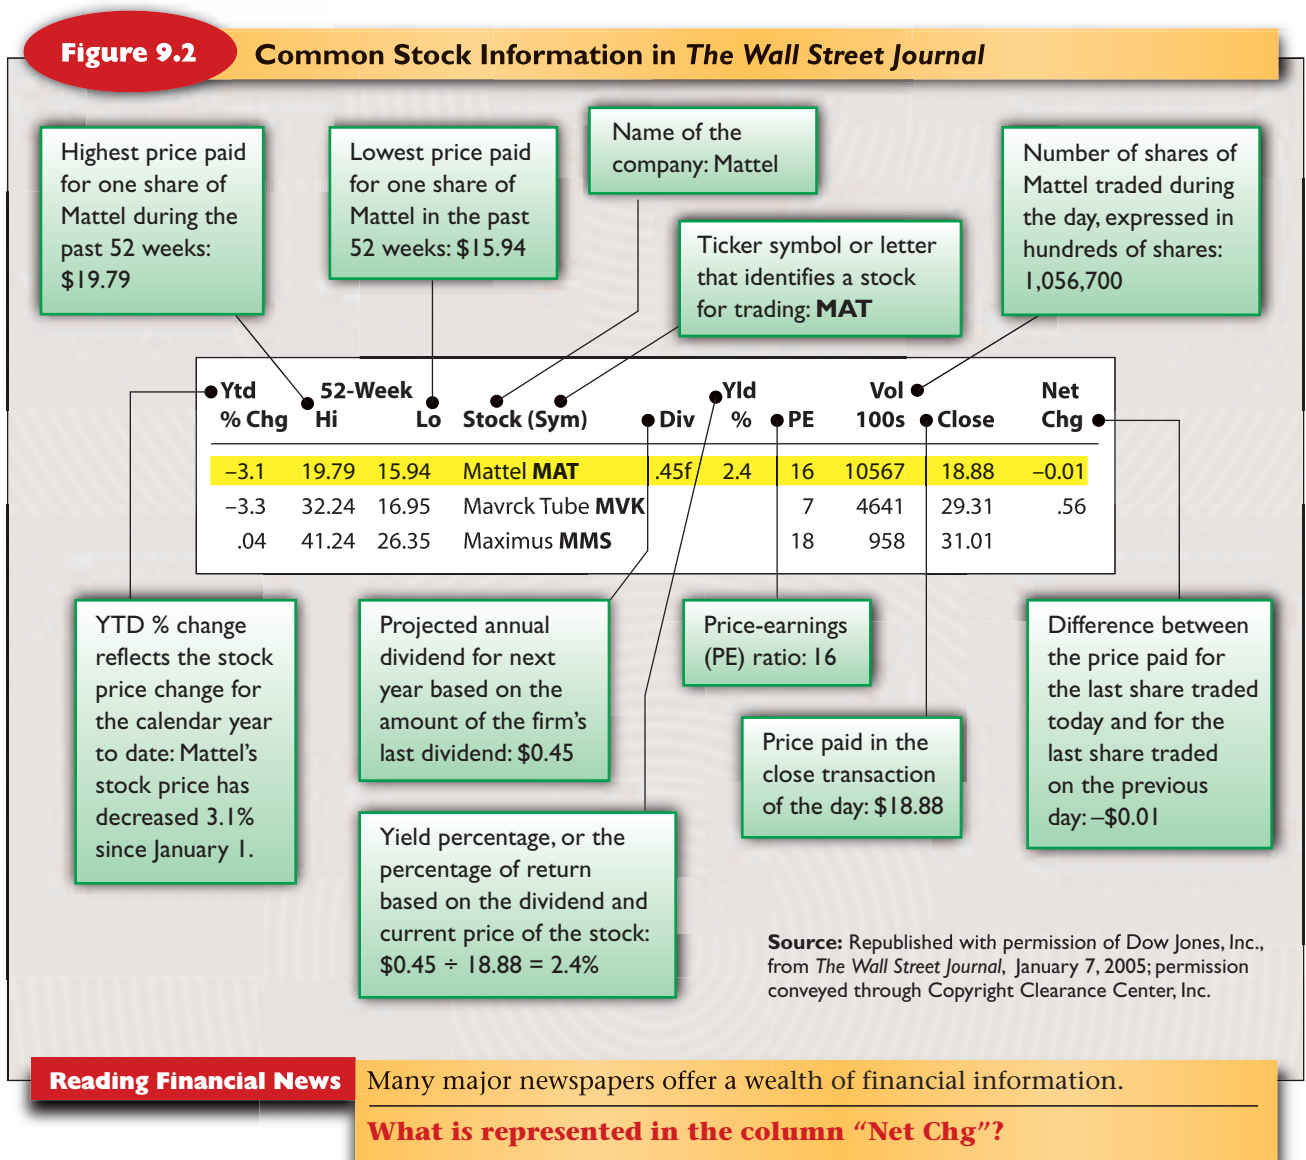 Figure 9.2
Common Stock Information in The Wall Street Journal
Highest price paid
for one share of
Mattel during the
past 52 weeks:
$19.79
Lowest price paid
for one share of
Mattel in the past
52 weeks: $15.94
Name of the
company: Mattel
Ticker symbol or letter
that identifies a stock
for trading: MAT
Number of shares of
Mattel traded during
the day, expressed in
hundreds of shares:
1,056,700
Ytd 52-Week Yld Vol Net
% Chg Hi Lo Stock (Sym) Div % PE 100s Close Chg
–3.1 19.79 15.94 Mattel MAT .45f 2.4 16 10567 18.88 –0.01
–3.3 32.24 16.95 Mavrck Tube MVK 7 4641 29.31 .56
.04 41.24 26.35 Maximus MMS 18 958 31.01
YTD % change
reflects the stock
price change for
the calendar year
to date: Mattel's
stock price has
decreased 3.1%
since January 1.
Projected annual
dividend for next
year based on the
amount of the firm's
last dividend: $0.45
Yield percentage, or the
percentage of return
based on the dividend and
current price of the stock:
$0.45 ÷ 18.88 = 2.4%
Price-earnings
(PE) ratio: 16
Price paid in the
close transaction
of the day: $18.88
Difference between
the price paid for
the last share traded
today and for the
last share traded
on the previous
day: –$0.01
Source: Republished with permission of Dow Jones, Inc.,
from The Wall Street Journal, January 7, 2005; permission
conveyed through Copyright Clearance Center, Inc.
Reading Financial News
Many major newspapers offer a wealth of financial information.
What is represented in the column “Net Chg”?